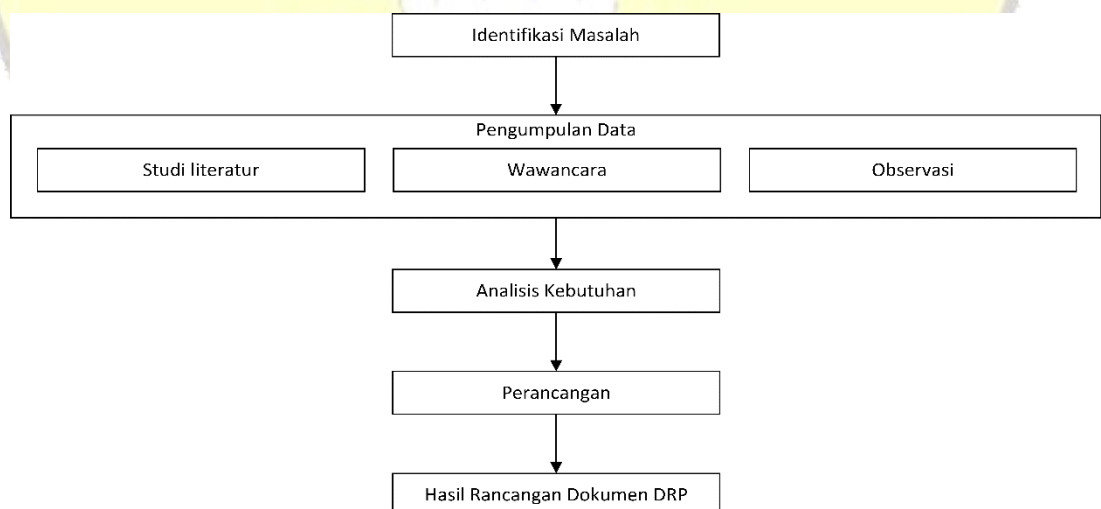 Identifikasi Masalah
Pengumpulan Data
Studi literatur
Wawancara
Observasi
Analisis Kebutuhan
Perancangan
Hasil Rancangan Dokumen DRP